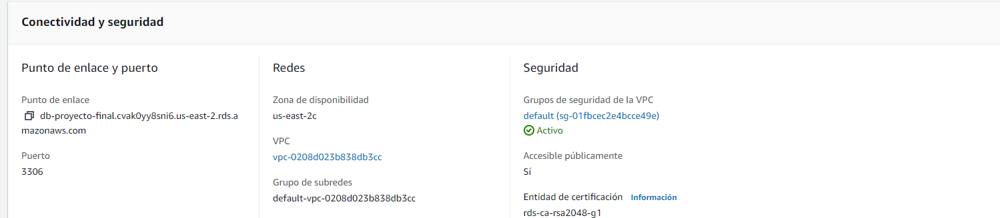 Conectividad y seguridad
Punto de enlace y puerto
Punto de enlace
db-proyecto-final.cvak0yy8sni6.us-east-2.rds.a
mazonaws.com
Puerto
3306
Redes
Zona de disponibilidad
us-east-2c
VPC
vpc-0208d023b838db3cc
Grupo de subredes
default-vpc-0208d023b838db3cc
Seguridad
Grupos de seguridad de la VPC
default (sg-01fbcec2e4bcce49e)
Activo
Accesible públicamente
Sí
Entidad de certificación Información
rds-ca-rsa2048-g1